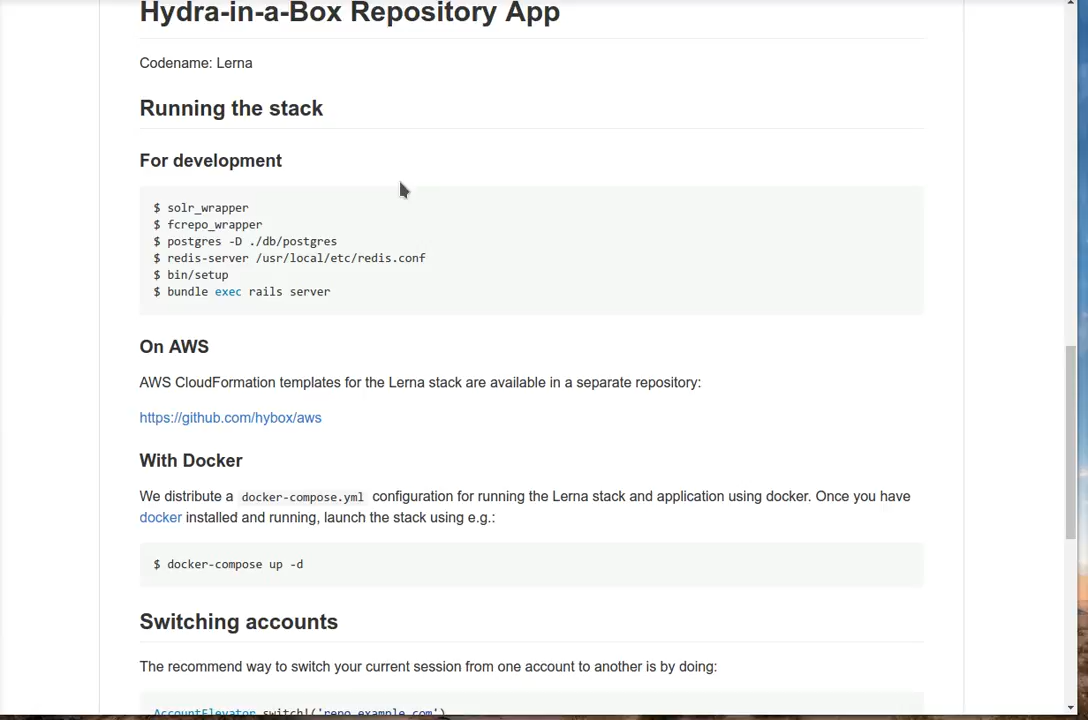 Hydra-in-a-Box Repository App
Codename: Lerna
Running the stack
For development
$ solr_wrapper
$ fcrepo_wrapper
$ postgres -D ./db/postgres
$ redis-server /usr/local/etc/redis.conf
$ bin/setup
$ bundle exec rails server
On AWS
AWS CloudFormation templates for the Lerna stack are available in a separate repository:
https://github.com/hybox/aws
With Docker
We distribute a docker-compose.yml configuration for running the Lerna stack and application using docker. Once you have
docker installed and running, launch the stack using e.g.:
$ docker-compose up -d
Switching accounts
The recommend way to switch your current session from one account to another is by doing:
AccountElevator.switch!('repo.example.com')